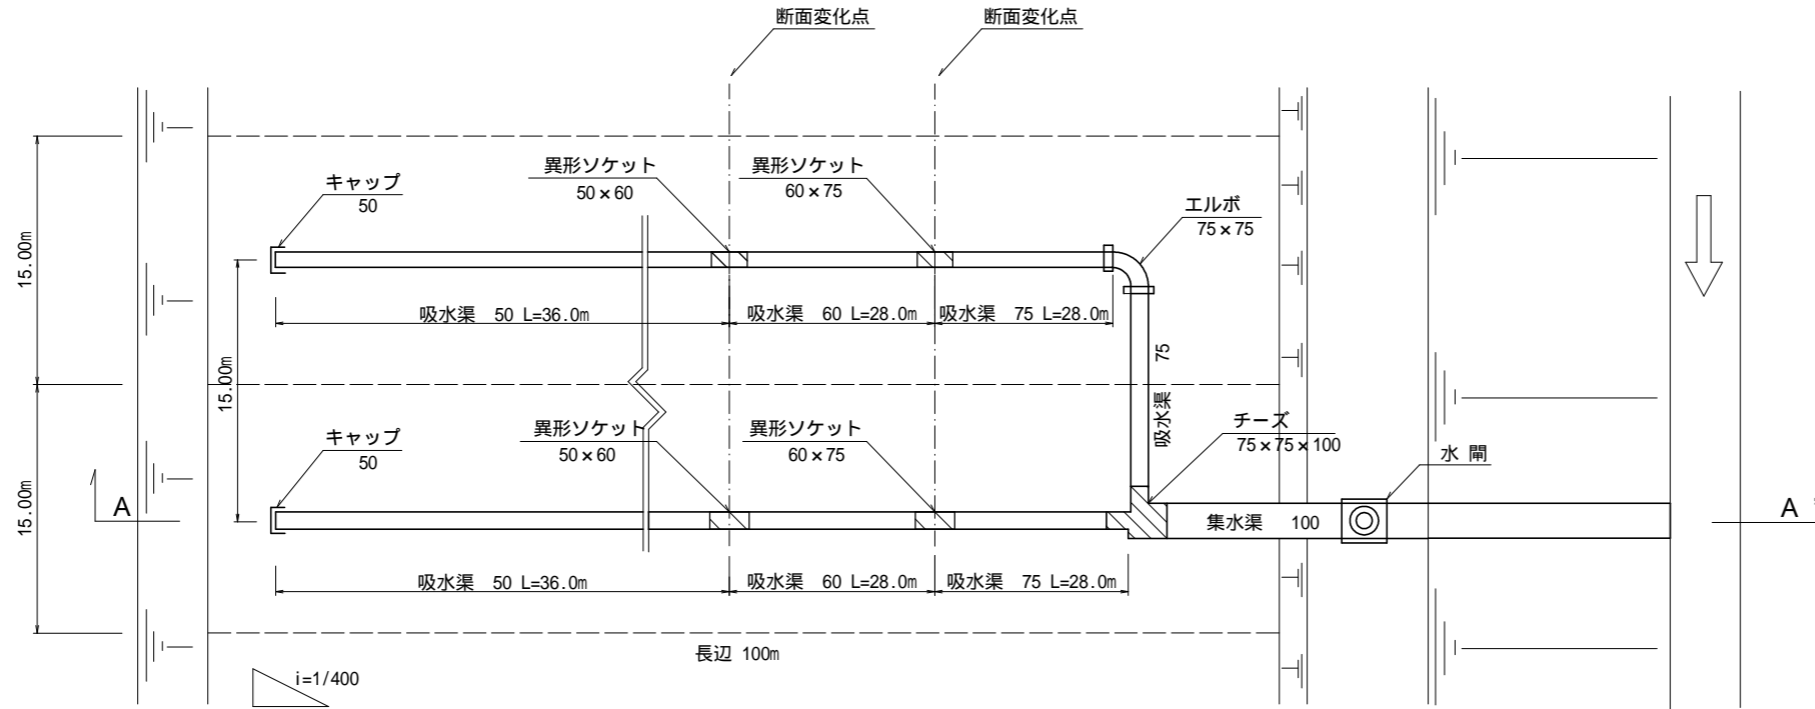 断面変化点
断面変化点
異形ソケット
50×60
異形ソケット
60×75
キャップ
50
エルボ
75×75
15.00m
吸水渠 50 L=36.0m
吸水渠 60 L=28.0m
吸水渠 75 L=28.0m
15.00m
吸水渠 75
キャップ
50
異形ソケット
50×60
異形ソケット
60×75
チーズ
75×75×100
水閘
15.00m
A
集水渠 100
A
吸水渠 50 L=36.0m
吸水渠 60 L=28.0m
吸水渠 75 L=28.0m
長辺 100m
i=1/400